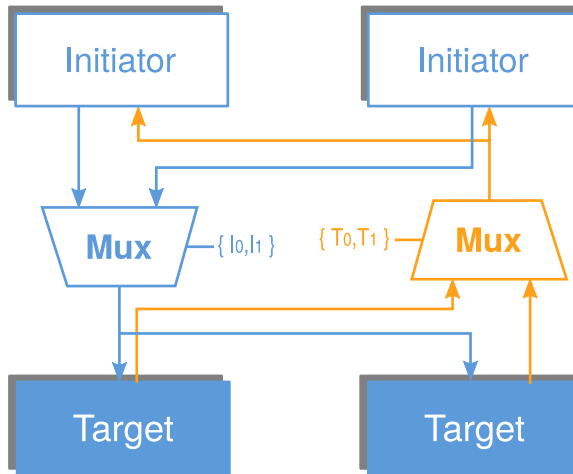 Initiator
Initiator
Mux
{ I0,I1 }
{ T0,T1 }
Mux
Target
Target